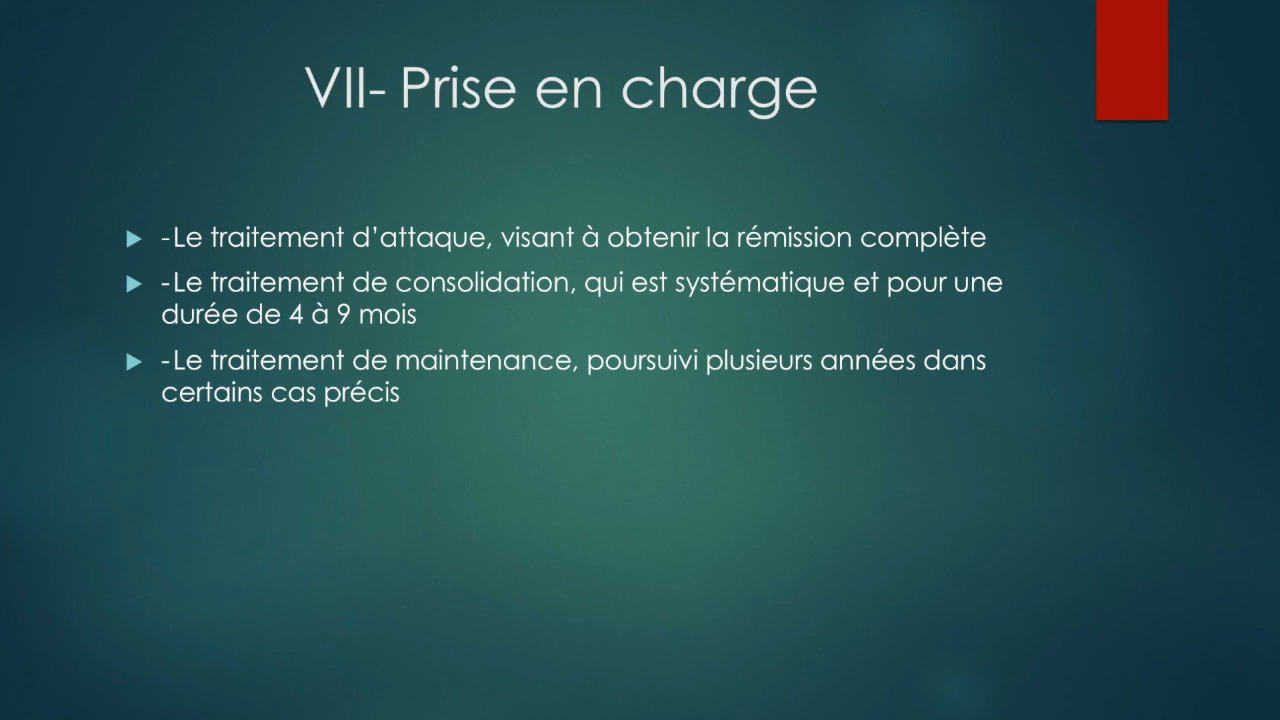 VII- Prise en charge
-Le traitement d’attaque, visant à obtenir la rémission complète
-Le traitement de consolidation, qui est systématique et pour une
durée de 4 à 9 mois
-Le traitement de maintenance, poursuivi plusieurs années dans
certains cas précis